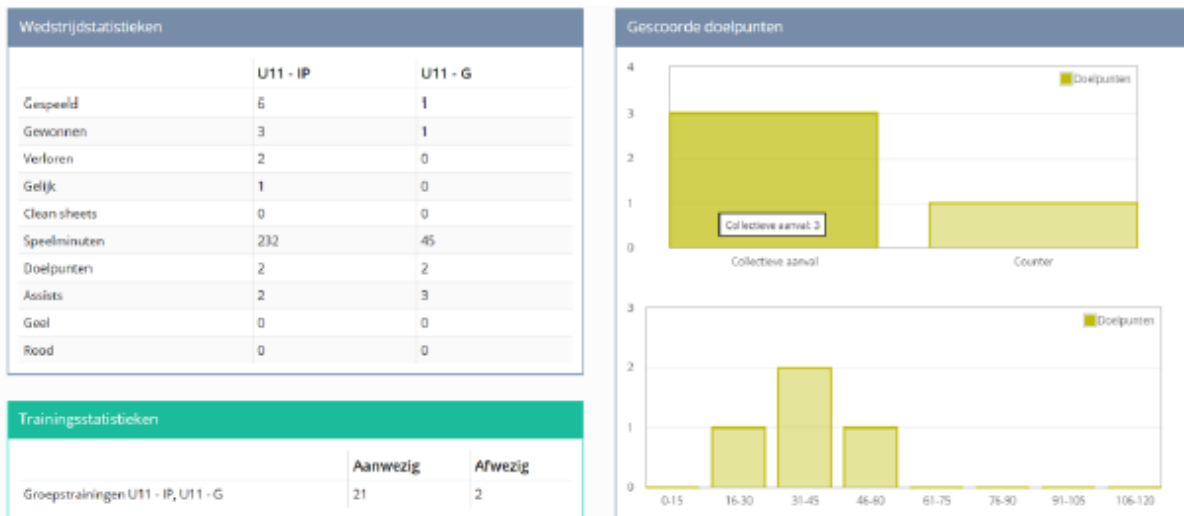 Wedstrijdstatistieken
U11 - IP U11 - G
Gespeeld 6 1
Gewonnen 3 1
Verloren 2 0
Gelijk 1 0
Clean sheets 0 0
Speelminuten 232 45
Doelpunten 2 2
Assists 2 3
Geel 0 0
Rood 0 0
Trainingsstatistieken
Aanwezig Afwezig
Groepstrainingen U11 - IP, U11 - G 21 2
Gescoorde doelpunten
4
Doelpunten
3
2
1
Collectieve aanval: 3
0
Collectieve aanval Counter
3
Doelpunten
2
1
0
0-15 16-30 31-45 46-60 61-75 76-90 91-105 106-120